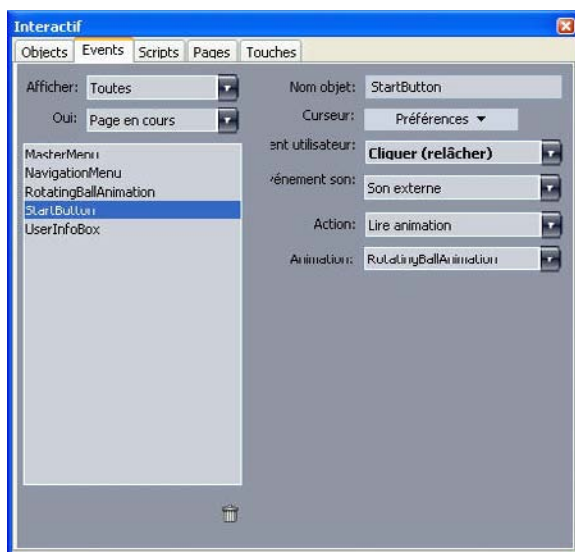 Interactif
Objects Events Scripts Pages Touches
Afficher: Toutes
Oui: Page en cours
MasterMenu
NavigationMenu
RotatingBallAnimation
StartButton
UserInfoBox
Nom objet: StartButton
Curseur: Préférences
ent utilisateur: Cliquer (relâcher)
événement son: Son externe
Action: Lire animation
Animation: RotatingBallAnimation